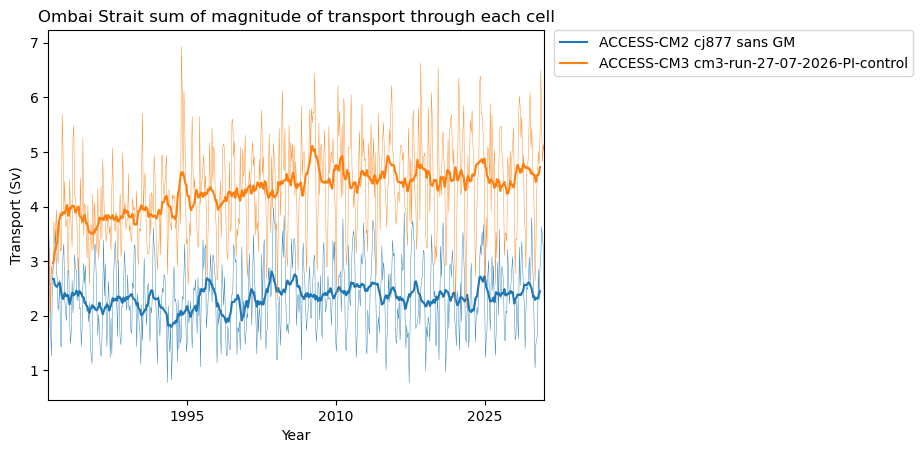 Ombai Strait sum of magnitude of transport through each cell
ACCESS-CM2 cj877 sans GM
ACCESS-CM3 cm3-run-27-07-2026-PI-control
Transport (Sv)
7
6
5
4
3
2
1
1995
2010
2025
Year